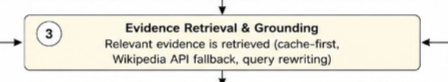 3
Evidence Retrieval & Grounding
Relevant evidence is retrieved (cache-first,
Wikipedia API fallback, query rewriting)